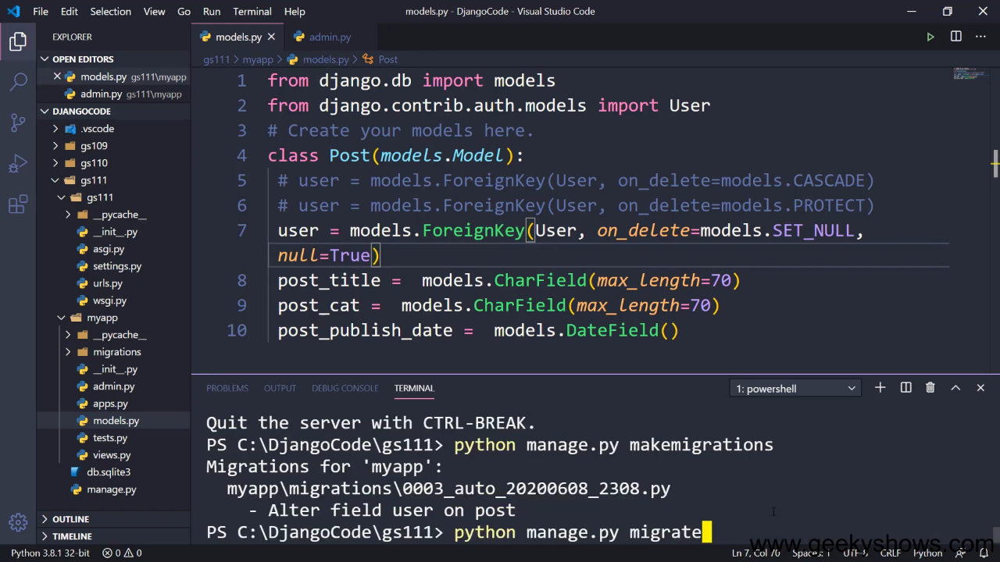 File Edit Selection View Go Run Terminal Help models.py - DjangoCode - Visual Studio Code
EXPLORER
OPEN EDITORS
models.py gs111\myapp
admin.py gs111\myapp
DJANGOCODE
.vscode
gs109
gs110
gs111
gs111
__pycache__
__init__.py
asgi.py
settings.py
urls.py
wsgi.py
myapp
__pycache__
migrations
__init__.py
admin.py
apps.py
models.py
tests.py
views.py
db.sqlite3
manage.py
OUTLINE
TIMELINE
models.py admin.py
gs111 > myapp > models.py > Post
1 from django.db import models
2 from django.contrib.auth.models import User
3 # Create your models here.
4 class Post(models.Model):
5 # user = models.ForeignKey(User, on_delete=models.CASCADE)
6 # user = models.ForeignKey(User, on_delete=models.PROTECT)
7 user = models.ForeignKey(User, on_delete=models.SET_NULL,
null=True)
8 post_title = models.CharField(max_length=70)
9 post_cat = models.CharField(max_length=70)
10 post_publish_date = models.DateField()
PROBLEMS OUTPUT DEBUG CONSOLE TERMINAL 1: powershell
Quit the server with CTRL-BREAK.
PS C:\DjangoCode\gs111> python manage.py makemigrations
Migrations for 'myapp':
myapp\migrations\0003_auto_20200608_2308.py
- Alter field user on post
PS C:\DjangoCode\gs111> python manage.py migrate
www.geekyshows.com
Python 3.8.1 32-bit 0 0 Ln 7, Col 70 Spaces: 1 UTF-8 CRLF Python